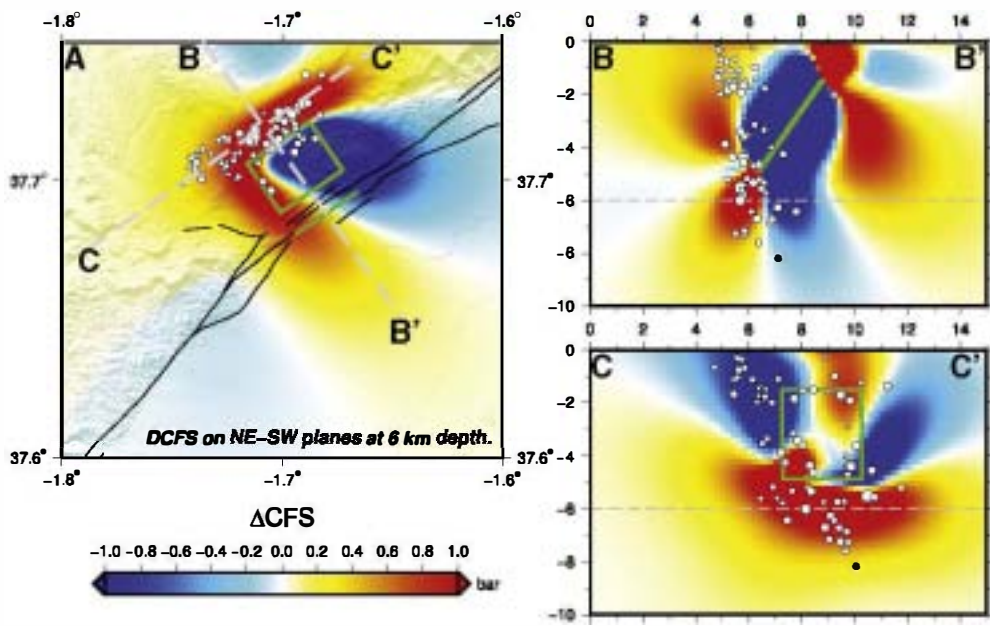 -1.8°
-1.7°
-1.6°
A
B
C'
37.7°
37.7°
C
B'
DCFS on NE-SW planes at 6 km depth.
37.6°
37.6°
-1.8°
-1.7°
-1.6°
ΔCFS
-1.0 -0.8 -0.6 -0.4 -0.2 0.0 0.2 0.4 0.6 0.8 1.0
bar
0 2 4 6 8 10 12 14
0
-2
-4
-6
-8
-10
B
B'
0 2 4 6 8 10 12 14
0
-2
-4
-6
-8
-10
C
C'